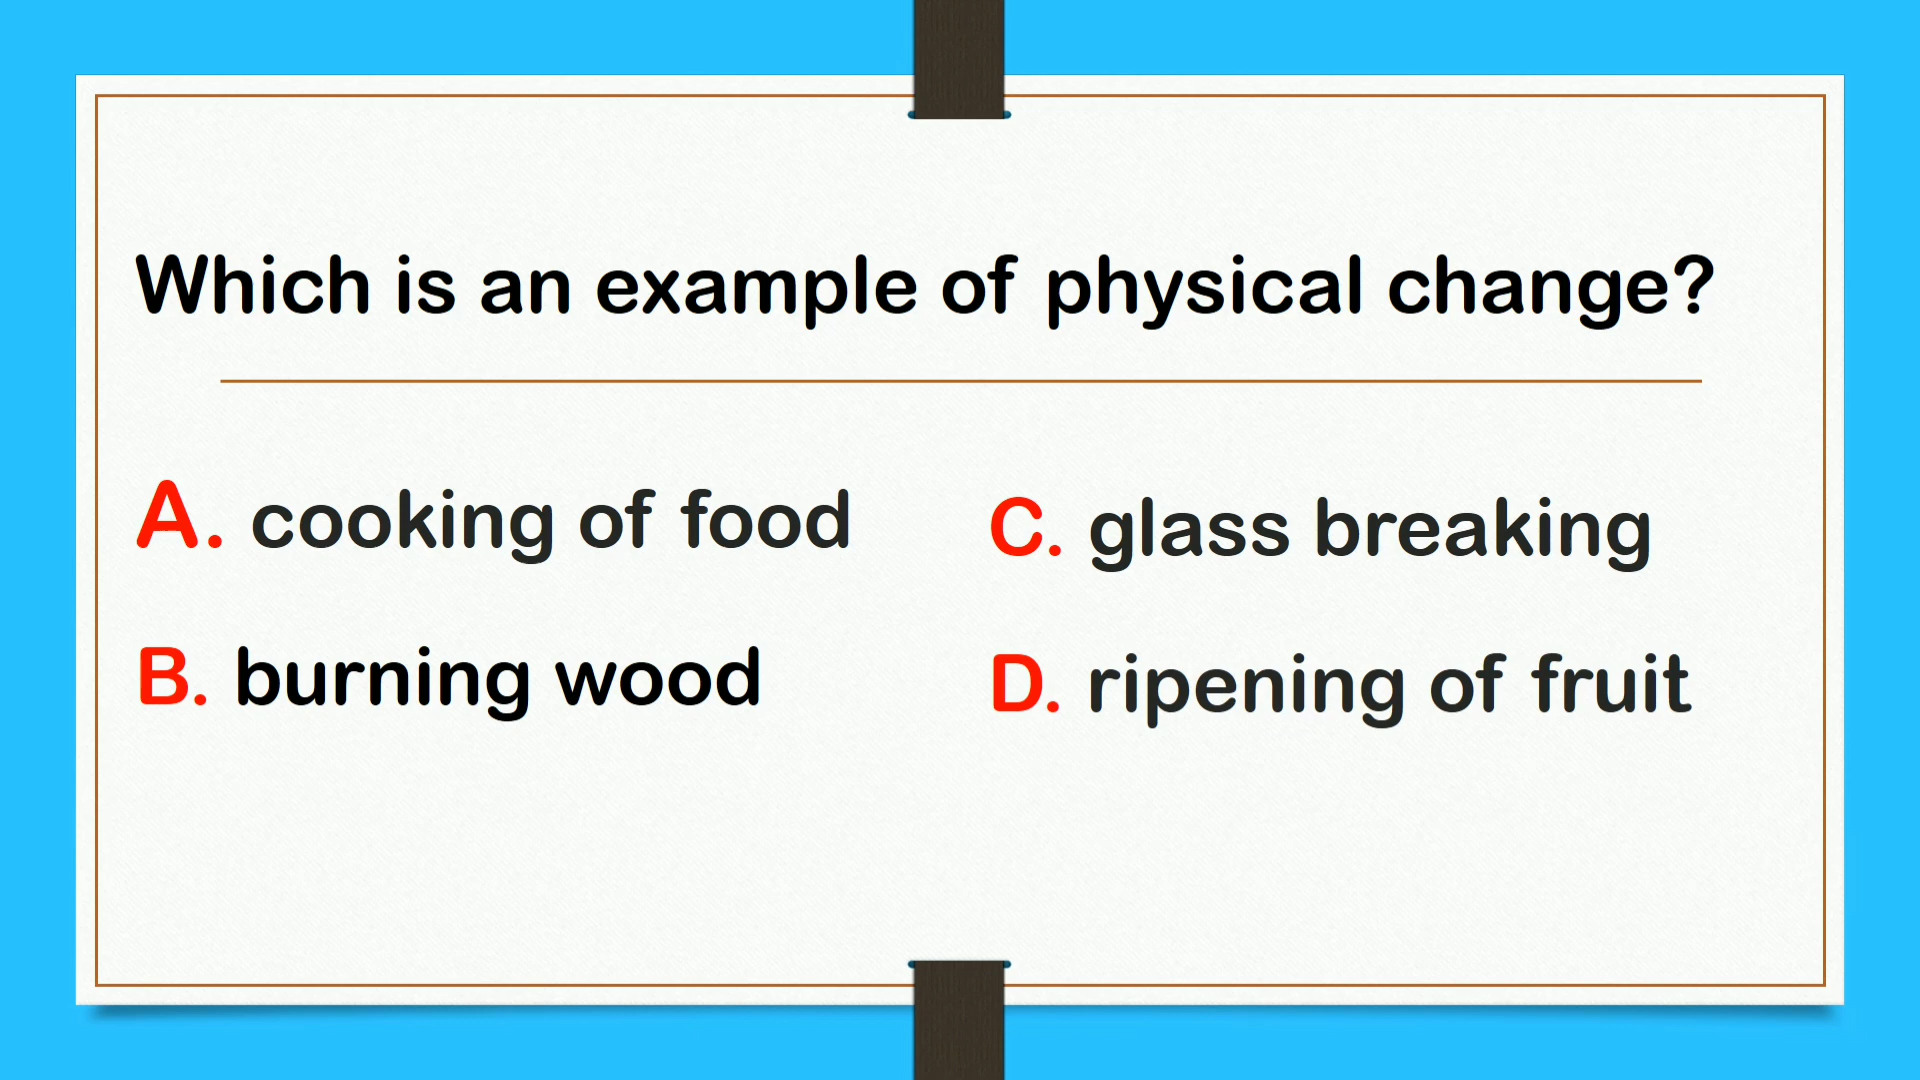 Which is an example of physical change?
A. cooking of food
B. burning wood
C. glass breaking
D. ripening of fruit